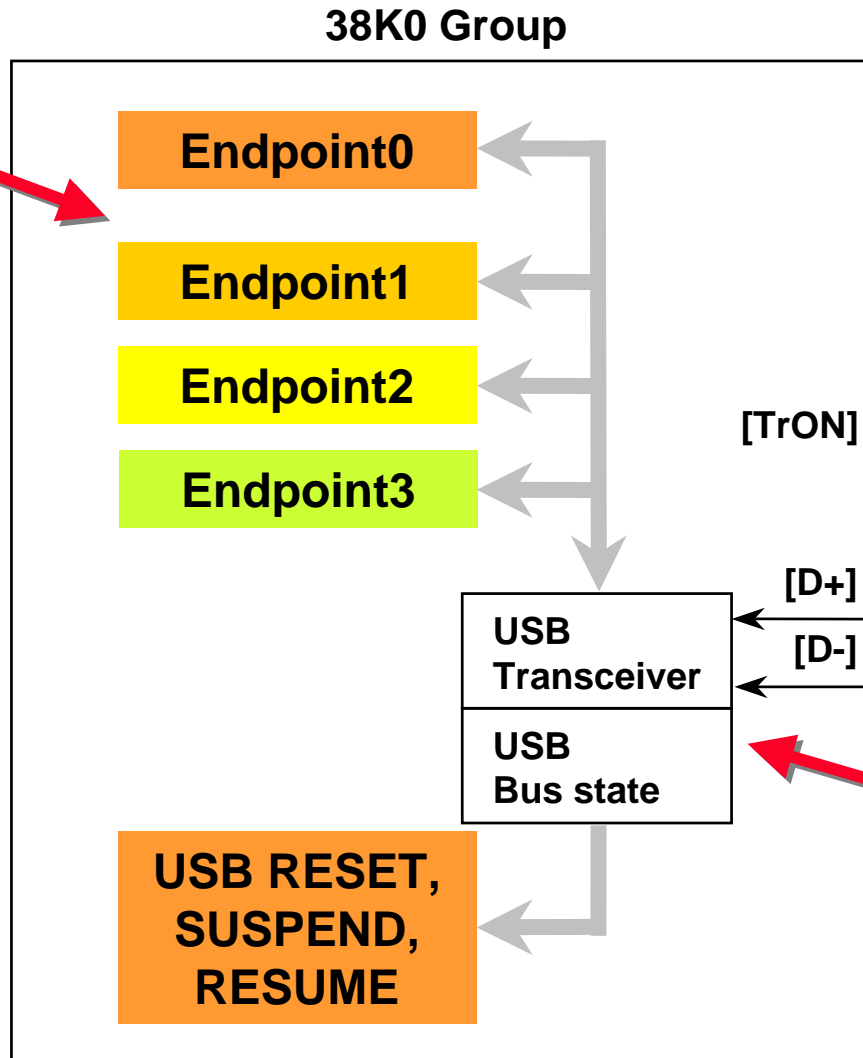 38K0 Group
Endpoint0
Endpoint1
Endpoint2
[TrON]
Endpoint3
[D+]
USB
Transceiver
[D-]
USB
Bus state
USB RESET,
SUSPEND,
RESUME